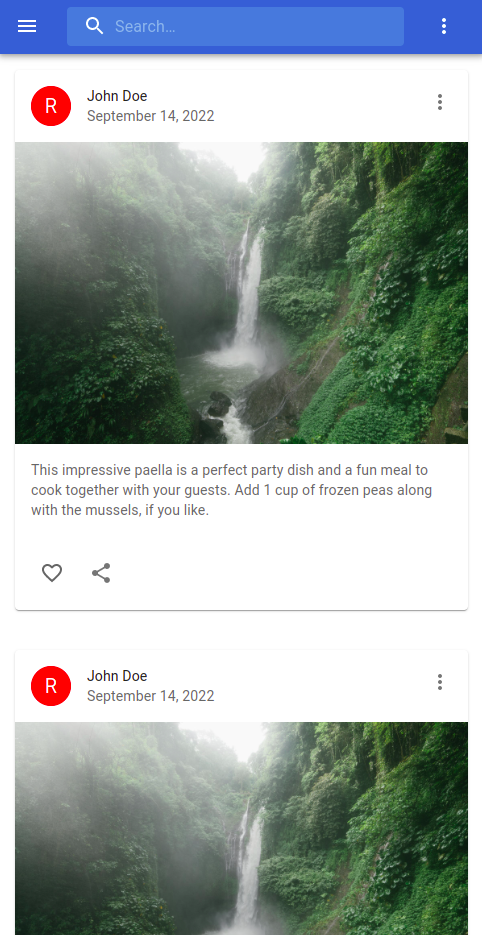 Search…
R
John Doe
September 14, 2022
This impressive paella is a perfect party dish and a fun meal to
cook together with your guests. Add 1 cup of frozen peas along
with the mussels, if you like.
R
John Doe
September 14, 2022